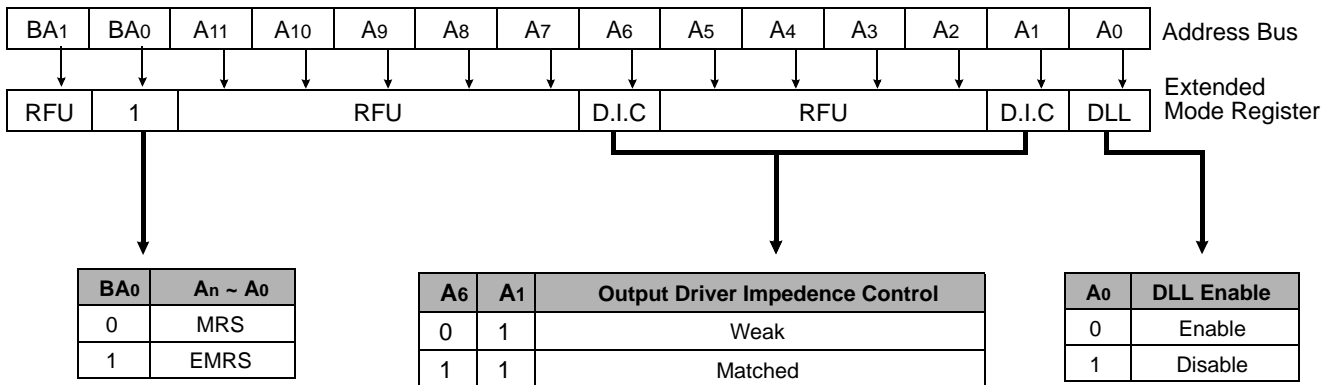 BA1 BA0 A11 A10 A9 A8 A7 A6 A5 A4 A3 A2 A1 A0 Address Bus
RFU 1 RFU D.I.C RFU D.I.C DLL Extended Mode Register
BA0 An ~ A0
0 MRS
1 EMRS
A6 A1 Output Driver Impedence Control
0 1 Weak
1 1 Matched
A0 DLL Enable
0 Enable
1 Disable